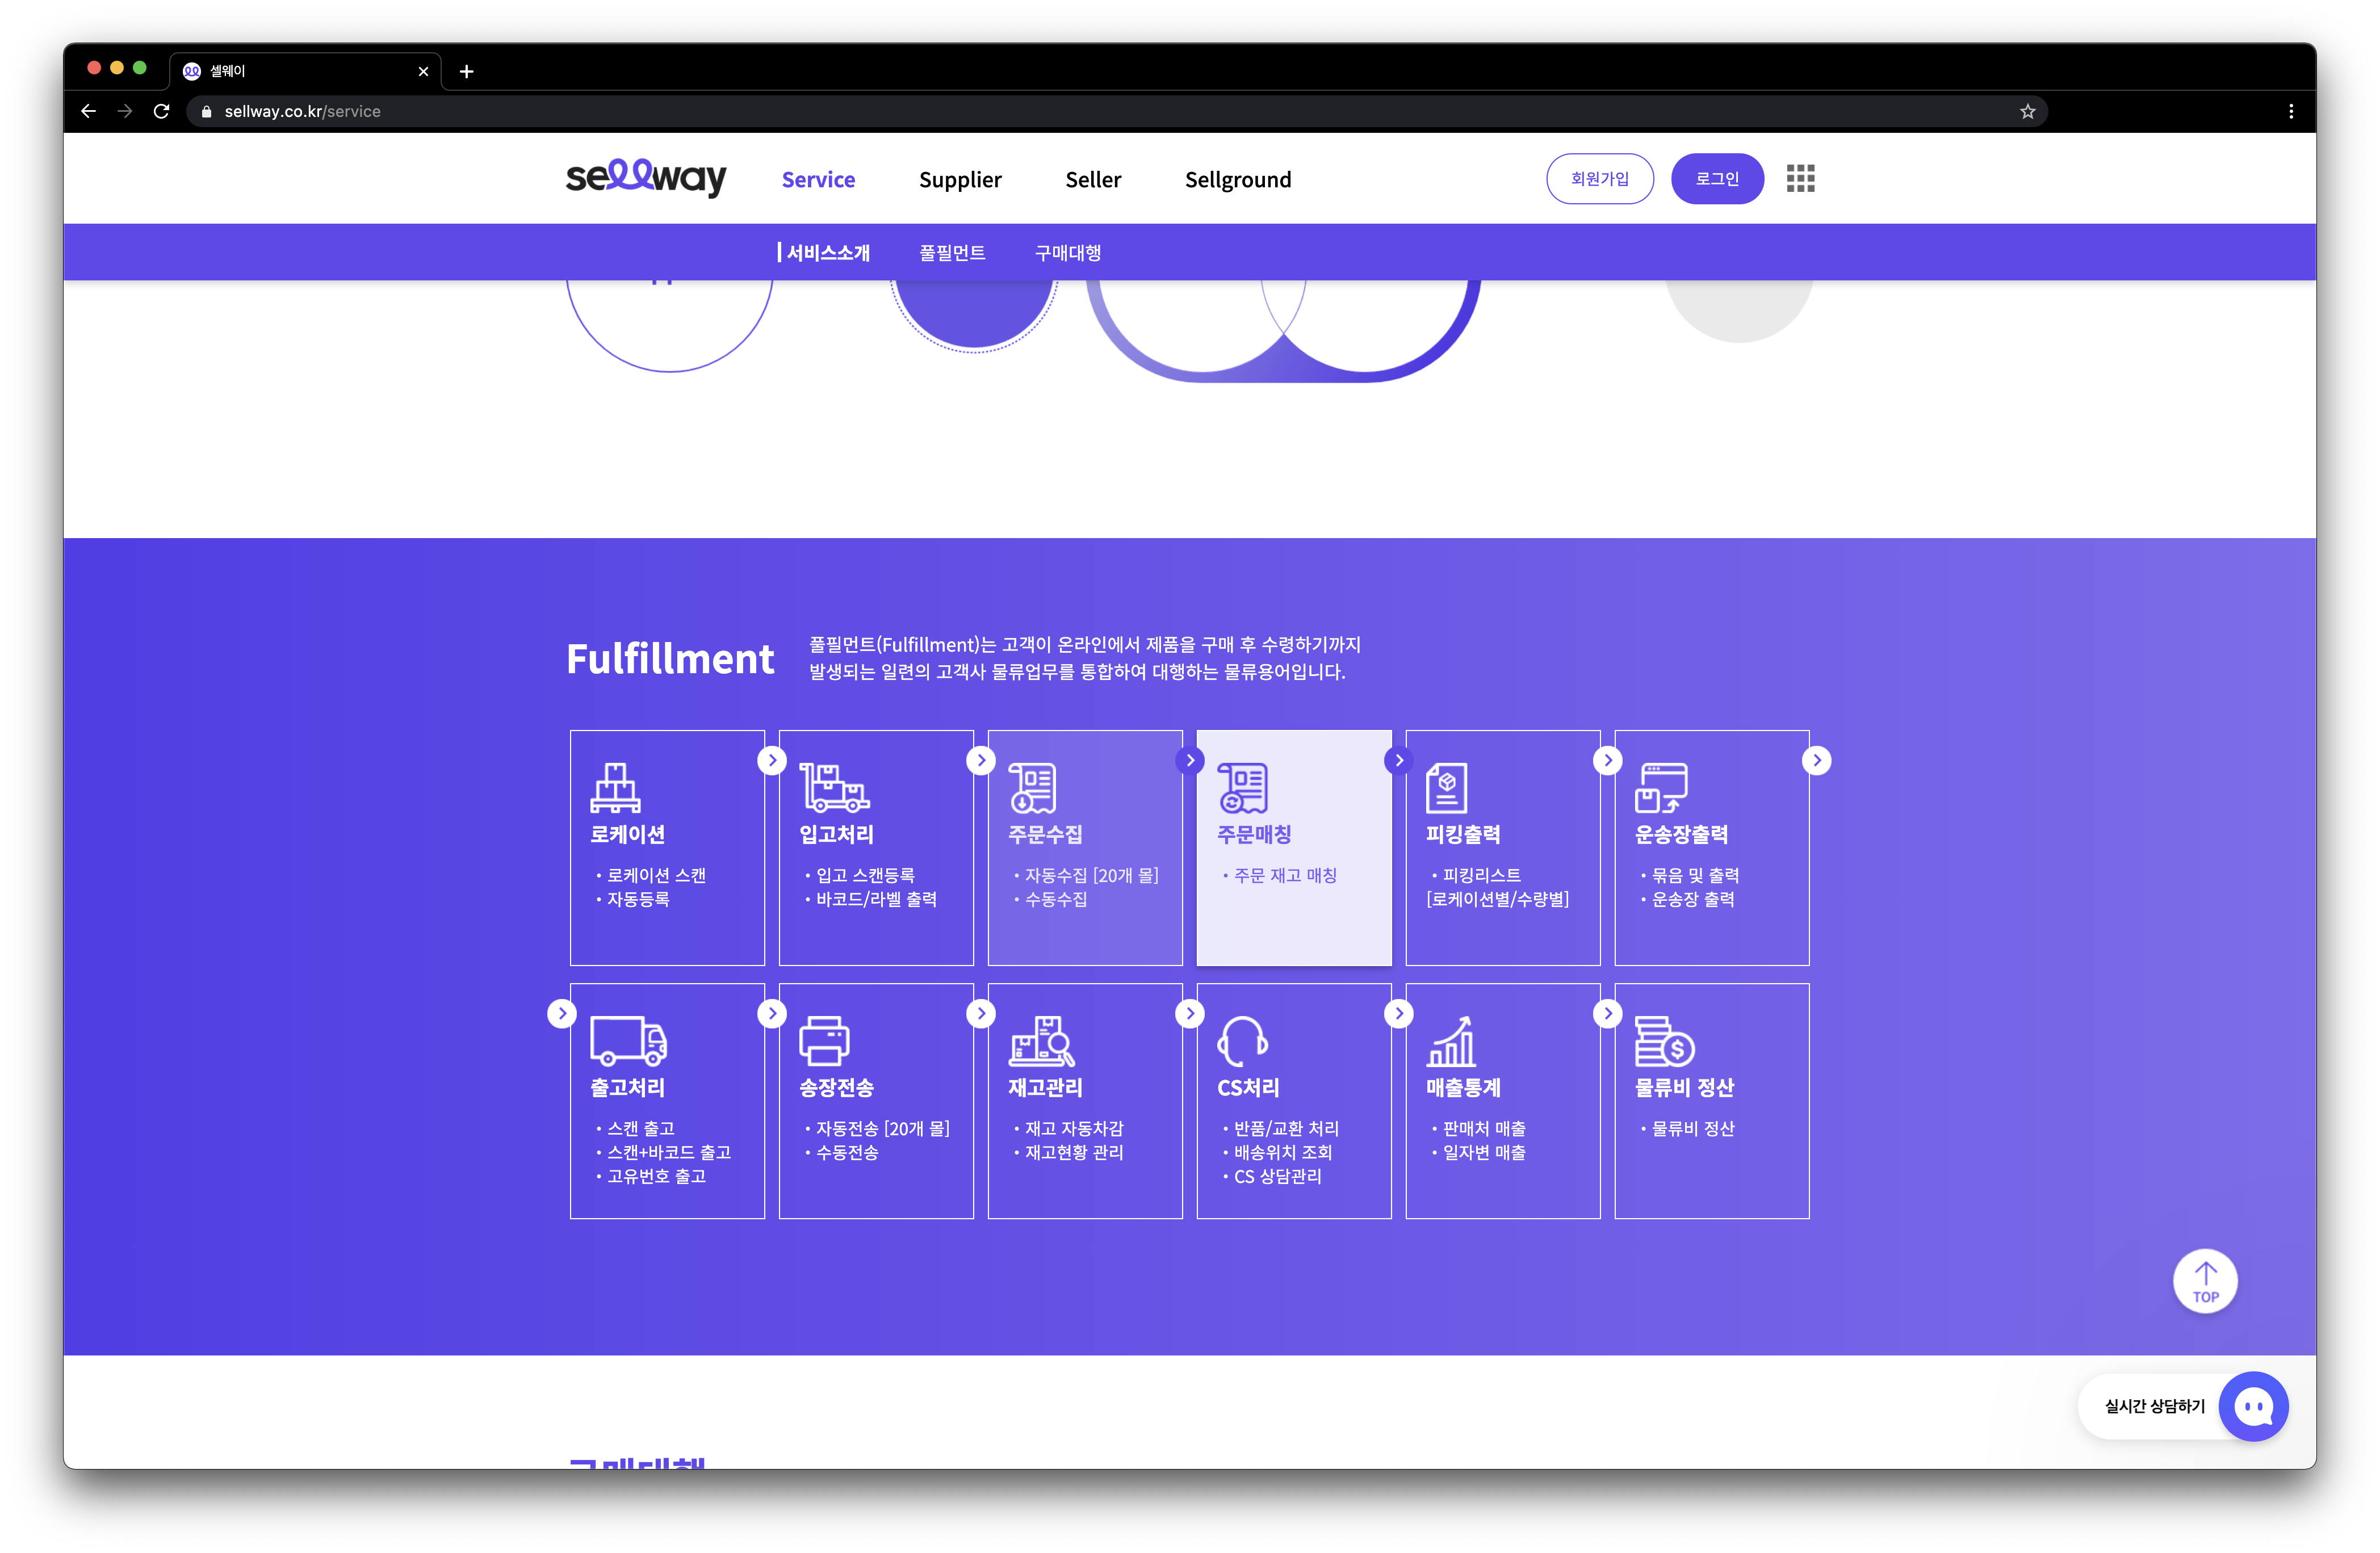 셀웨이
sellway.co.kr/service
sellway
Service
Supplier
Seller
Sellground
회원가입
로그인
서비스소개
풀필먼트
구매대행
Fulfillment
풀필먼트(Fulfillment)는 고객이 온라인에서 제품을 구매 후 수령하기까지
발생되는 일련의 고객사 물류업무를 통합하여 대행하는 물류용어입니다.
로케이션
・로케이션 스캔
・자동등록
입고처리
・입고 스캔등록
・바코드/라벨 출력
주문수집
・자동수집 [20개 몰]
・수동수집
주문매칭
・주문 재고 매칭
피킹출력
・피킹리스트
[로케이션별/수량별]
운송장출력
・묶음 및 출력
・운송장 출력
출고처리
・스캔 출고
・스캔+바코드 출고
・고유번호 출고
송장전송
・자동전송 [20개 몰]
・수동전송
재고관리
・재고 자동차감
・재고현황 관리
CS처리
・반품/교환 처리
・배송위치 조회
・CS 상담관리
매출통계
・판매처 매출
・일자변 매출
물류비 정산
・물류비 정산
TOP
실시간 상담하기
구매대행